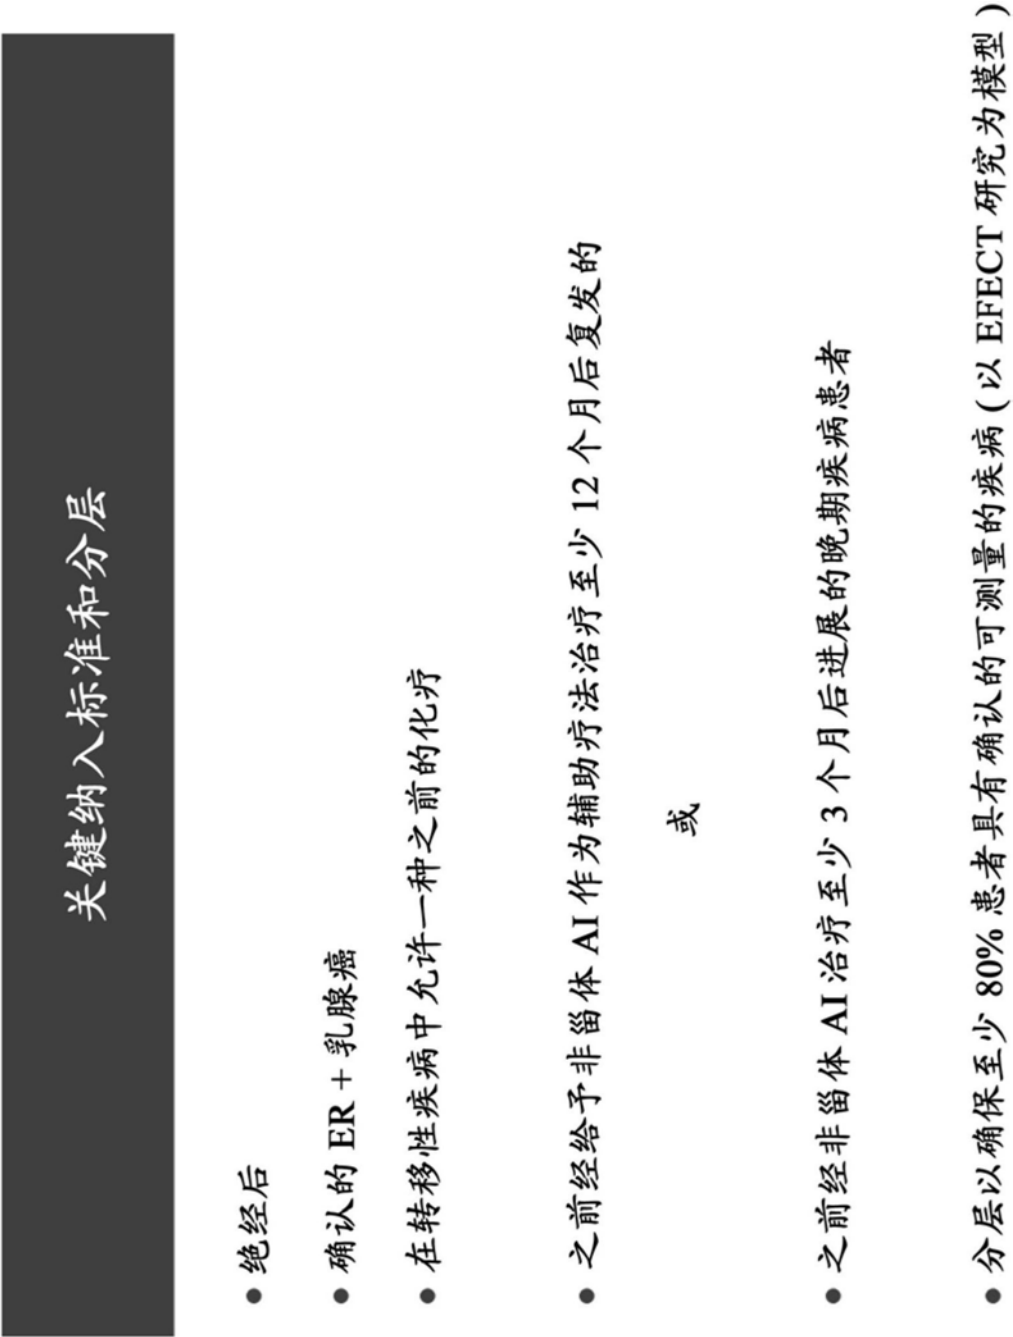 关键纳入标准和分层
● 绝经后
● 确认的 ER + 乳腺癌
● 在转移性疾病中允许一种之前的化疗
● 之前经给予非甾体 AI 作为辅助疗法治疗至少 12 个月后复发的
或
● 之前经非甾体 AI 治疗至少 3 个月后进展的晚期疾病患者
● 分层以确保至少 80% 患者具有确认的可测量的疾病 ( 以 EFECT 研究为模型 )